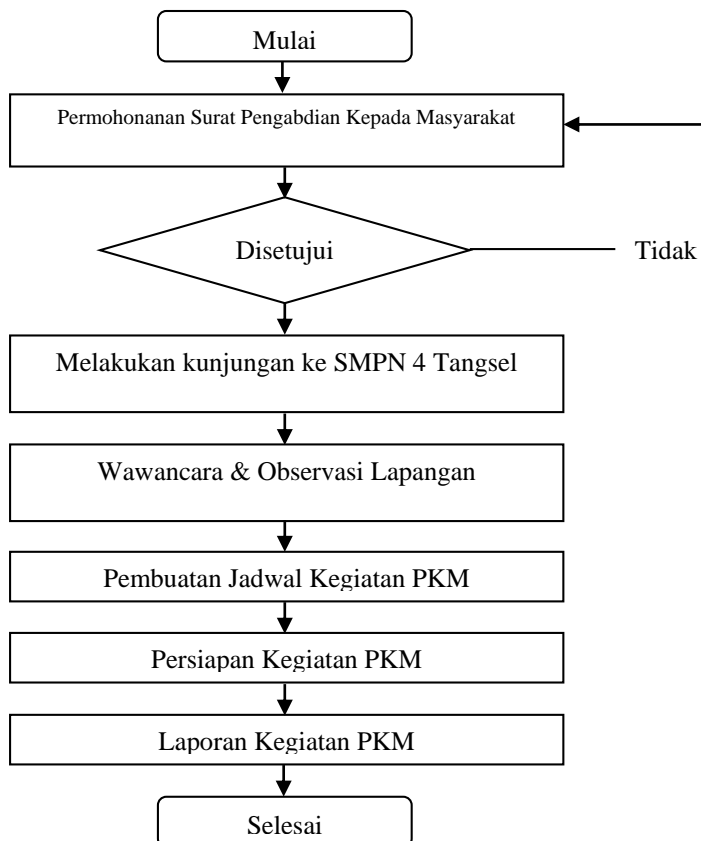 Mulai
Permohonanan Surat Pengabdian Kepada Masyarakat
Disetujui
Tidak
Melakukan kunjungan ke SMPN 4 Tangsel
Wawancara & Observasi Lapangan
Pembuatan Jadwal Kegiatan PKM
Persiapan Kegiatan PKM
Laporan Kegiatan PKM
Selesai